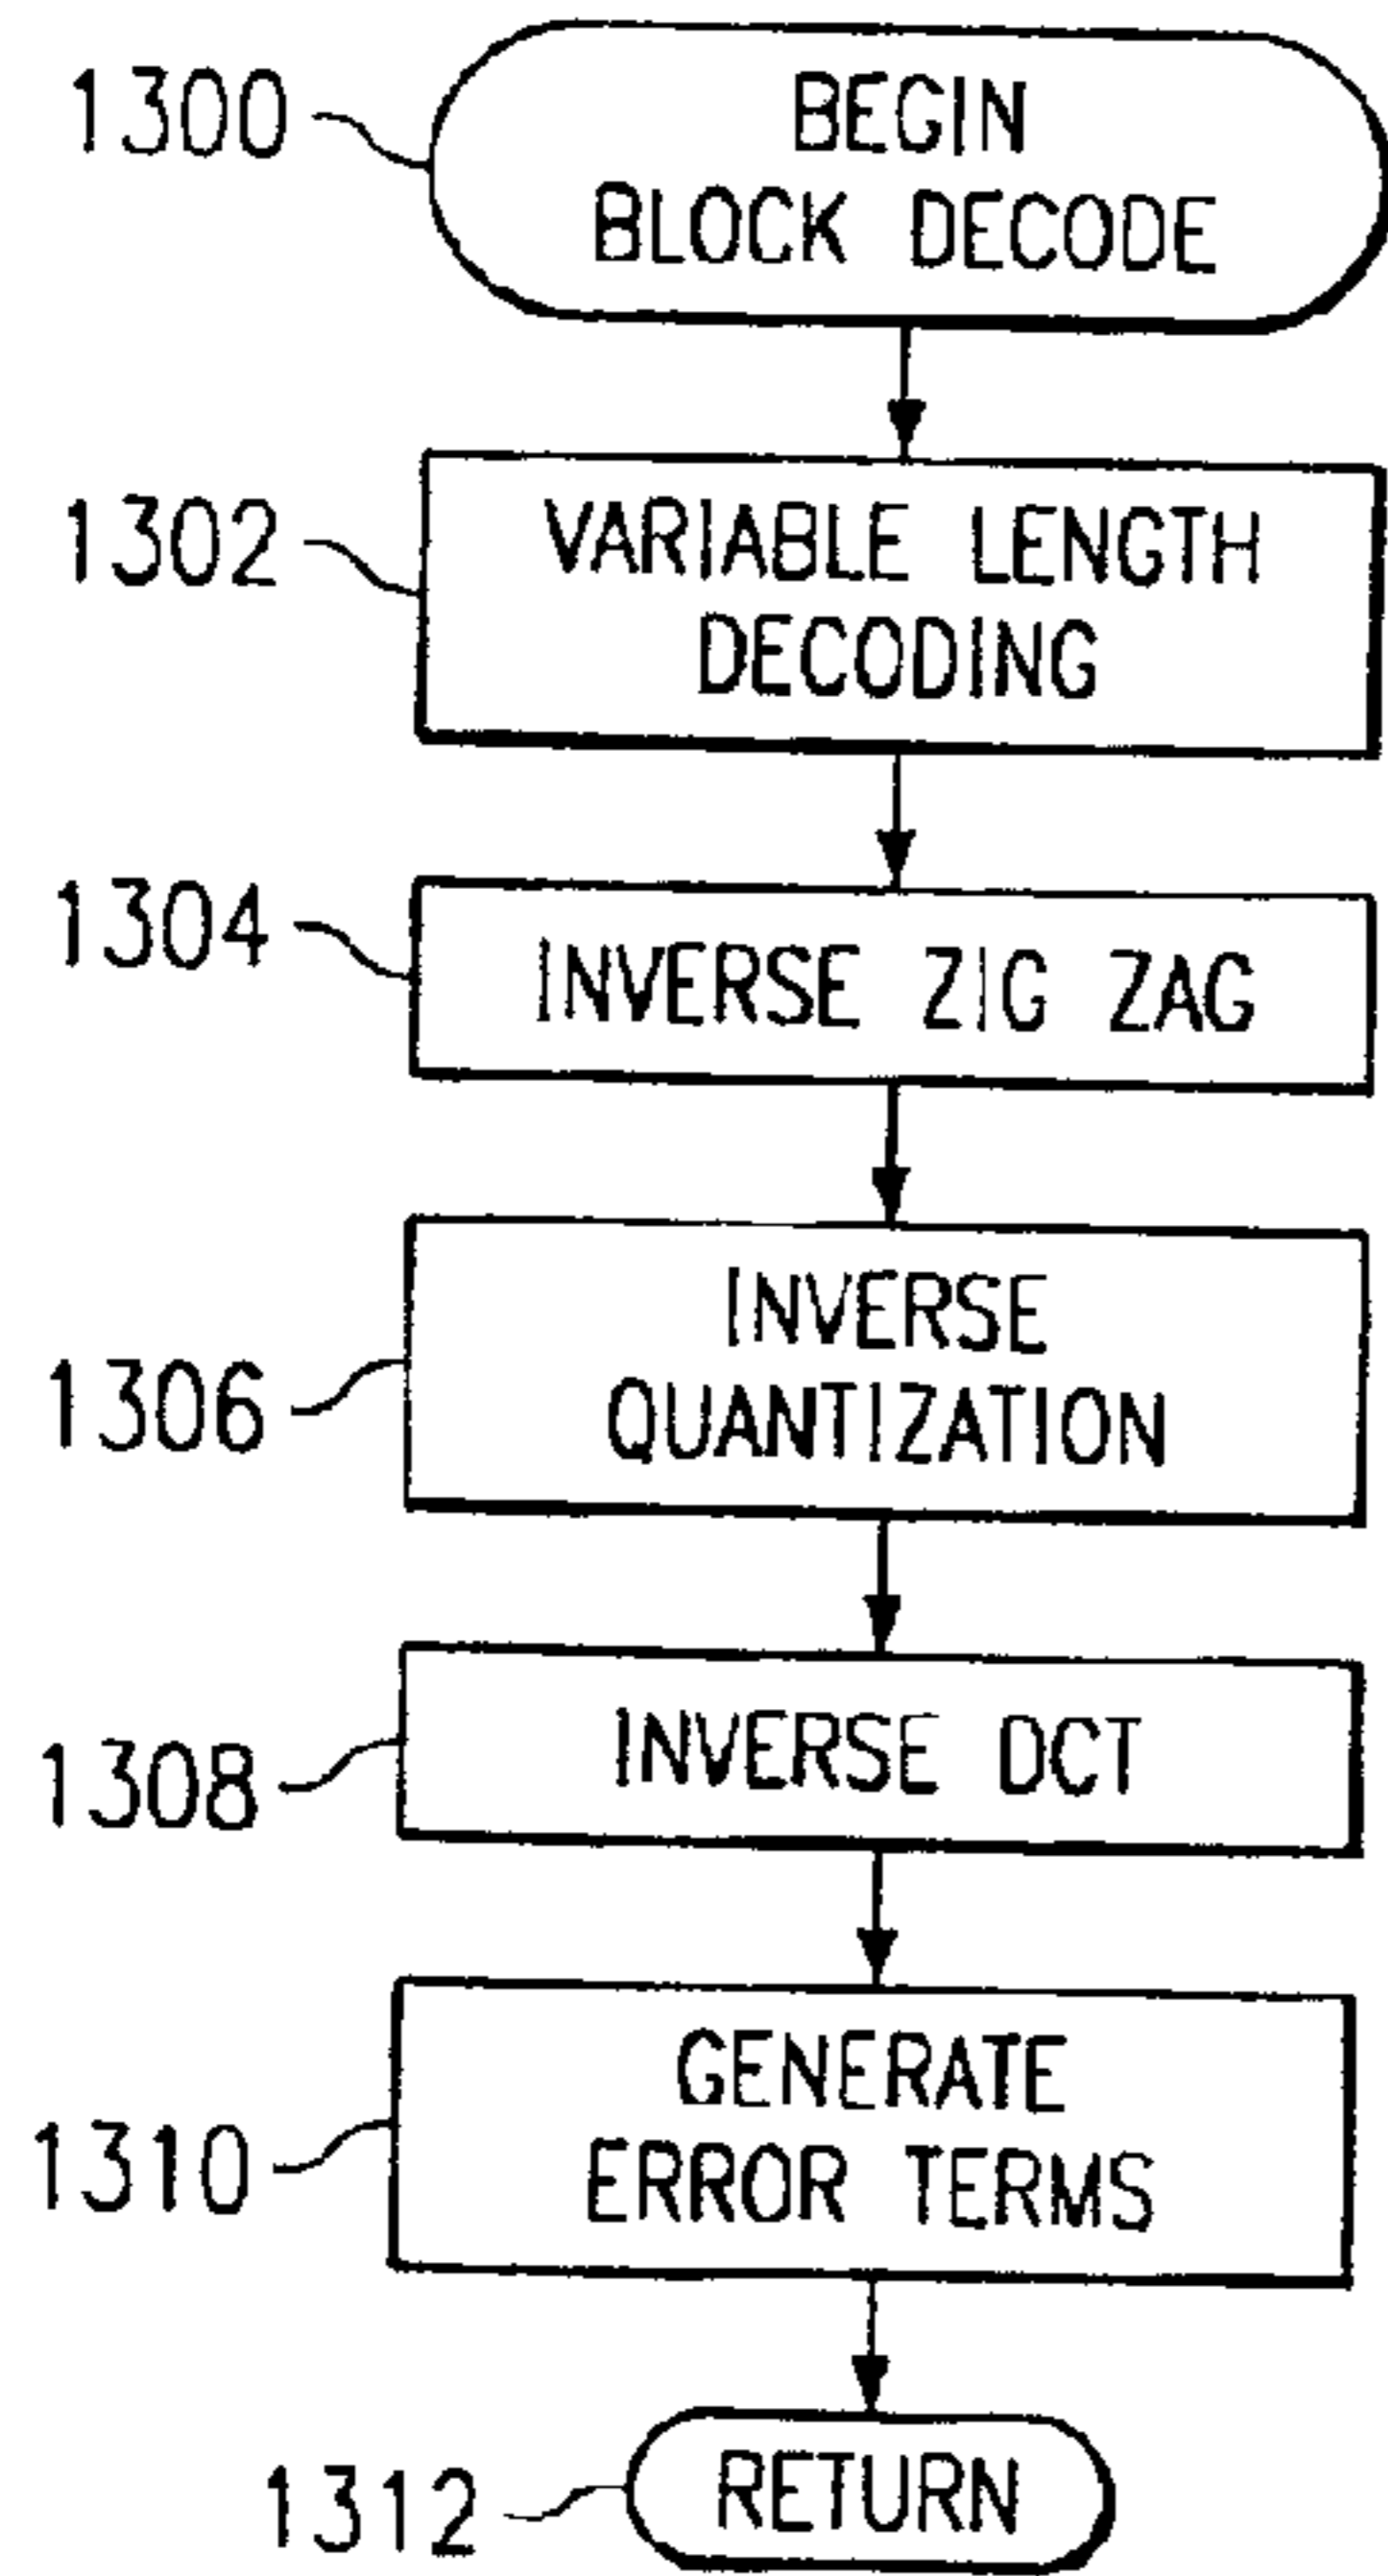 1300
BEGIN
BLOCK DECODE
1302
VARIABLE LENGTH
DECODING
1304
INVERSE ZIG ZAG
1306
INVERSE
QUANTIZATION
1308
INVERSE DCT
1310
GENERATE
ERROR TERMS
1312
RETURN